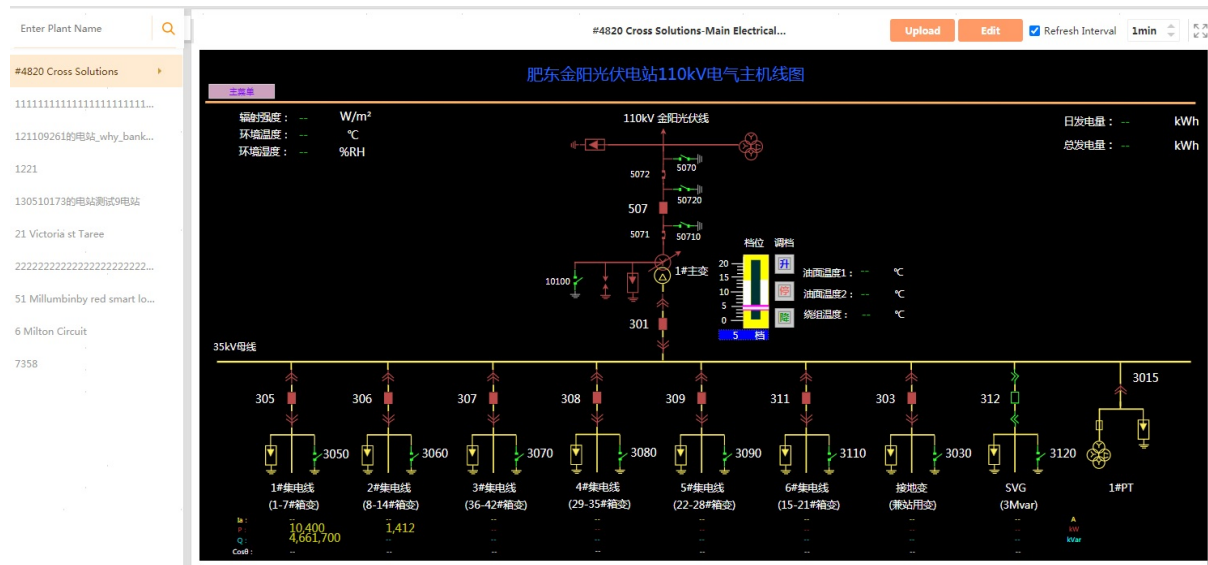 Enter Plant Name
#4820 Cross Solutions-Main Electrical...
Upload
Edit
Refresh Interval
1min
#4820 Cross Solutions
1111111111111111111111...
121109261的电站_why_bank...
1221
130510173的电站测试9电站
21 Victoria st Taree
2222222222222222222222...
51 Millumbinby red smart lo...
6 Milton Circuit
7358
肥东金阳光伏电站110kV电气主机线图
主菜单
辐射强度： -- W/m²
环境温度： -- ℃
环境湿度： -- %RH
110kV 金阳光伏线
日发电量： -- kWh
总发电量： -- kWh
5070
5072
50720
507
5071
50710
10100
1#主变
档位 调档
20
15
10
5
0
升
停
降
5 档
油面温度1： -- ℃
油面温度2： -- ℃
绕组温度： -- ℃
301
35kV母线
3015
305 306 307 308 309 311 303 312
3050 3060 3070 3080 3090 3110 3030 3120
1#集电线 2#集电线 3#集电线 4#集电线 5#集电线 6#集电线 接地变 SVG 1#PT
(1-7#箱变) (8-14#箱变) (36-42#箱变) (29-35#箱变) (22-28#箱变) (15-21#箱变) (兼站用变) (3Mvar)
Ia： -- -- -- -- -- -- -- -- A
P： 10,400 1,412 -- -- -- -- -- -- kW
Q： 4,661,700 -- -- -- -- -- -- -- kVar
Cosθ： -- -- -- -- -- -- -- --